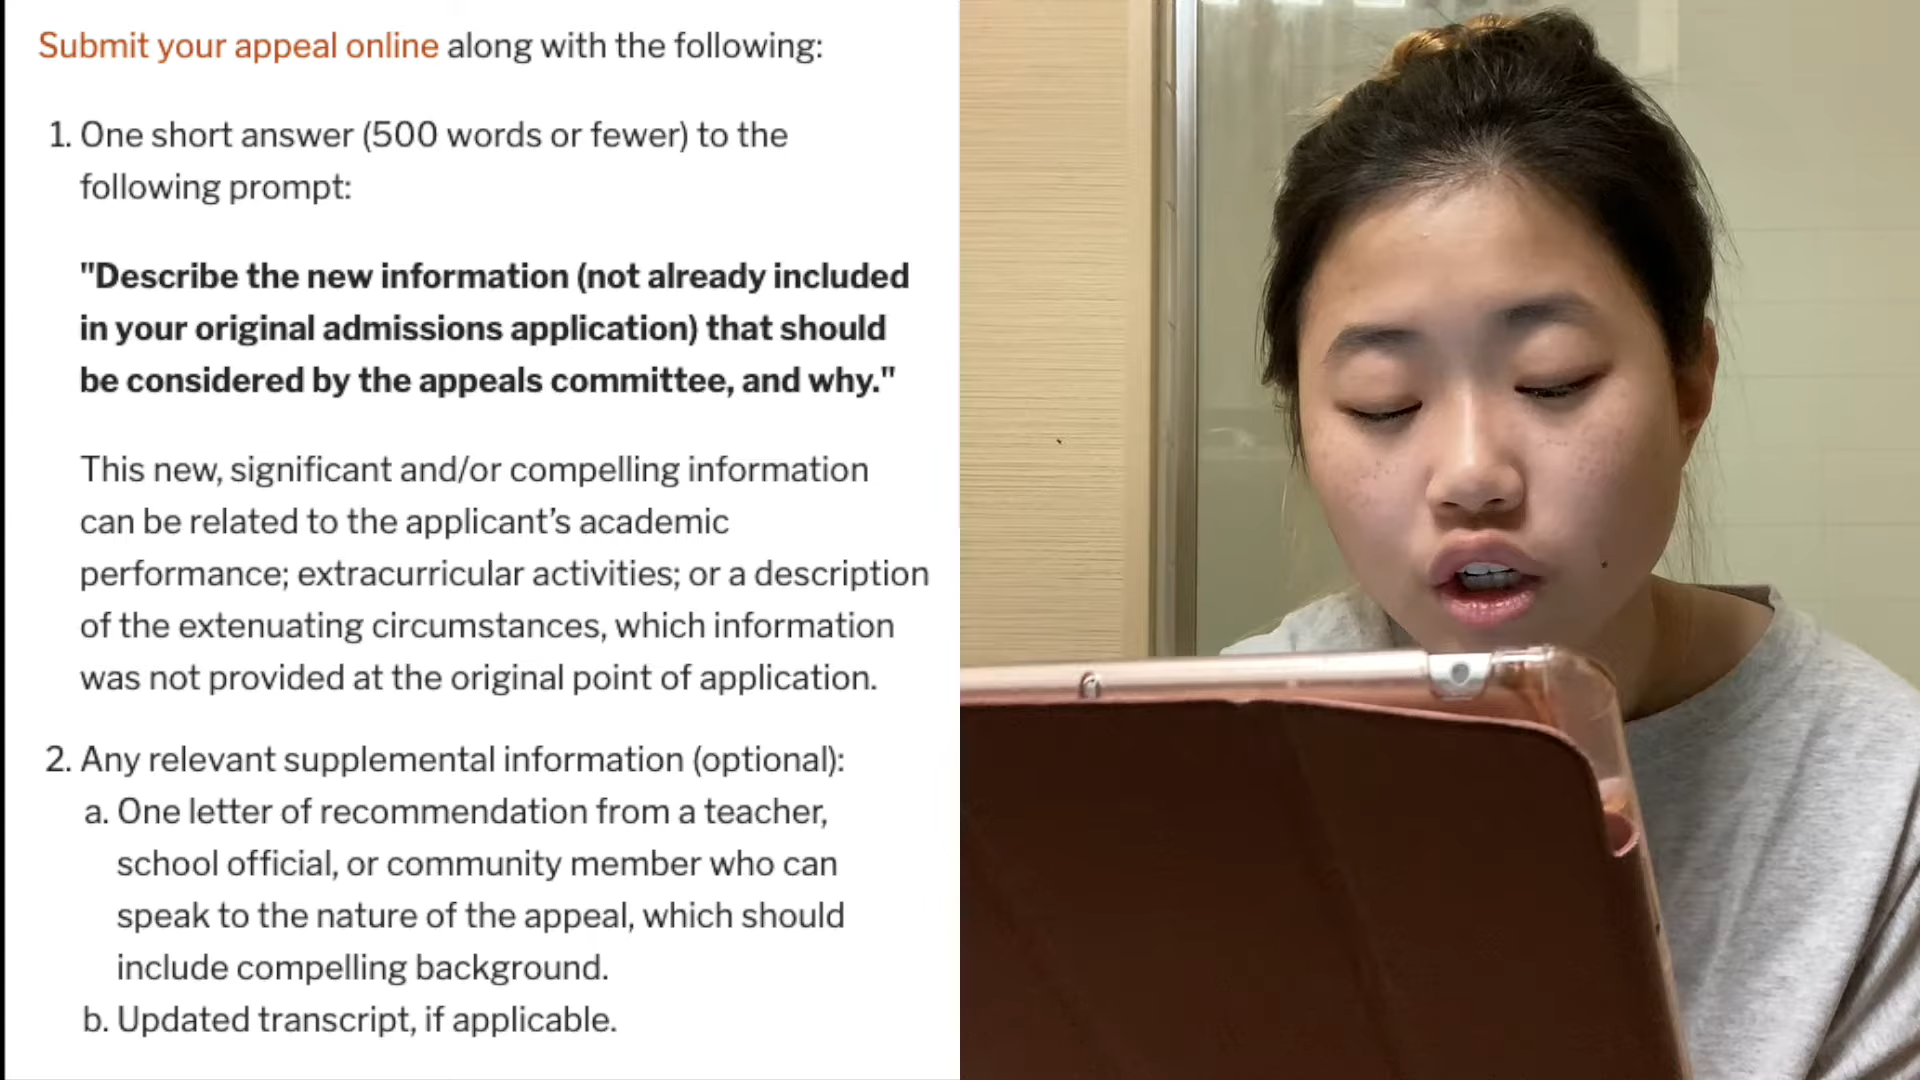 Submit your appeal online along with the following:
1. One short answer (500 words or fewer) to the
following prompt:
"Describe the new information (not already included
in your original admissions application) that should
be considered by the appeals committee, and why."
This new, significant and/or compelling information
can be related to the applicant’s academic
performance; extracurricular activities; or a description
of the extenuating circumstances, which information
was not provided at the original point of application.
2. Any relevant supplemental information (optional):
a. One letter of recommendation from a teacher,
school official, or community member who can
speak to the nature of the appeal, which should
include compelling background.
b. Updated transcript, if applicable.